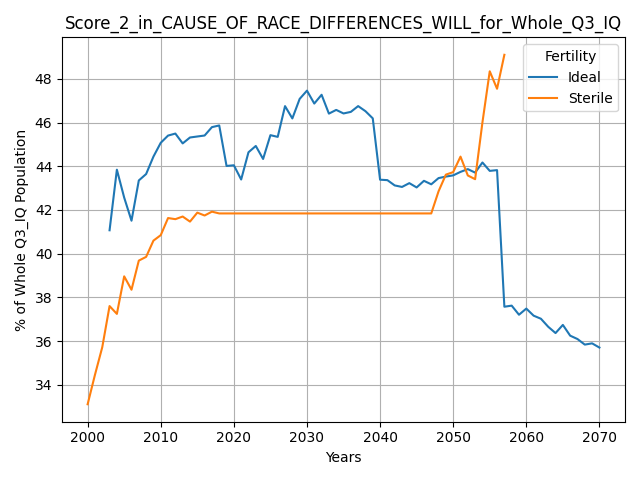 Score_2_in_CAUSE_OF_RACE_DIFFERENCES_WILL_for_Whole_Q3_IQ
Fertility
Ideal
Sterile
% of Whole Q3_IQ Population
48
46
44
42
40
38
36
34
2000 2010 2020 2030 2040 2050 2060 2070
Years